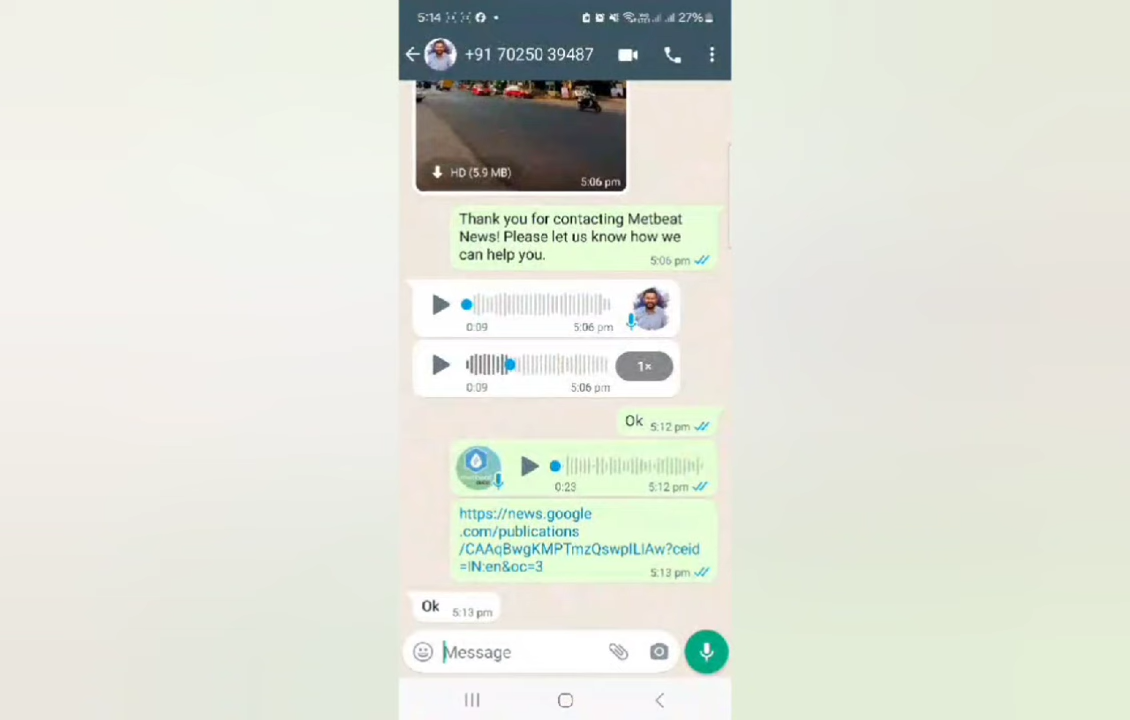 5:14
27%
+91 70250 39487
HD (5.9 MB)
5:06 pm
Thank you for contacting Metbeat
News! Please let us know how we
can help you.
5:06 pm
0:09
5:06 pm
1×
0:09
5:06 pm
Ok
5:12 pm
0:23
5:12 pm
https://news.google
.com/publications
/CAAqBwgKMPTmzQswplLlAw?ceid
=IN:en&oc=3
5:13 pm
Ok
5:13 pm
Message